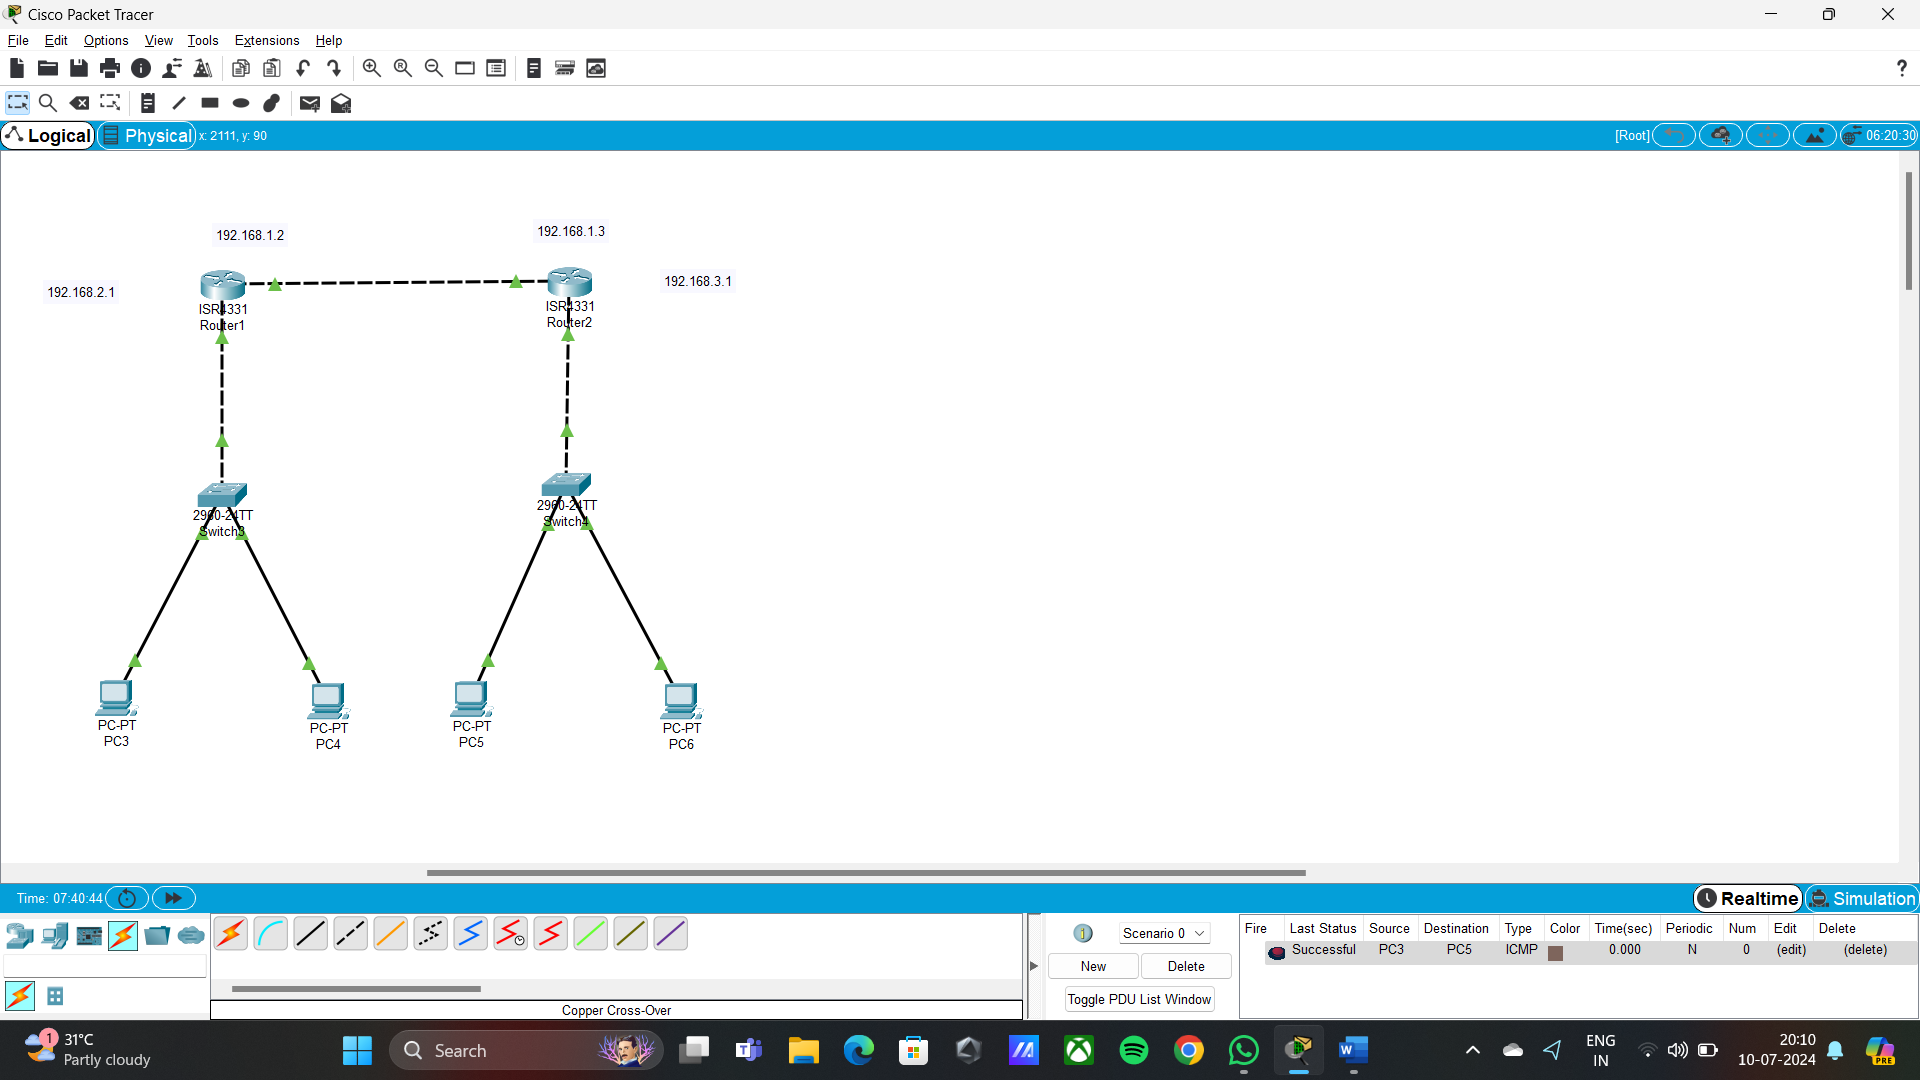 Cisco Packet Tracer
File Edit Options View Tools Extensions Help
Logical Physical x: 2111, y: 90 [Root] 06:20:30
192.168.1.2
192.168.1.3
192.168.2.1
192.168.3.1
ISR4331
Router1
ISR4331
Router2
2960-24TT
Switch3
2960-24TT
Switch4
PC-PT
PC3
PC-PT
PC4
PC-PT
PC5
PC-PT
PC6
Time: 07:40:44 Realtime Simulation
Scenario 0
New Delete
Toggle PDU List Window
Fire Last Status Source Destination Type Color Time(sec) Periodic Num Edit Delete
Successful PC3 PC5 ICMP 0.000 N 0 (edit) (delete)
Copper Cross-Over
1 31°C
Partly cloudy
Search
ENG
IN
20:10
10-07-2024
PRE